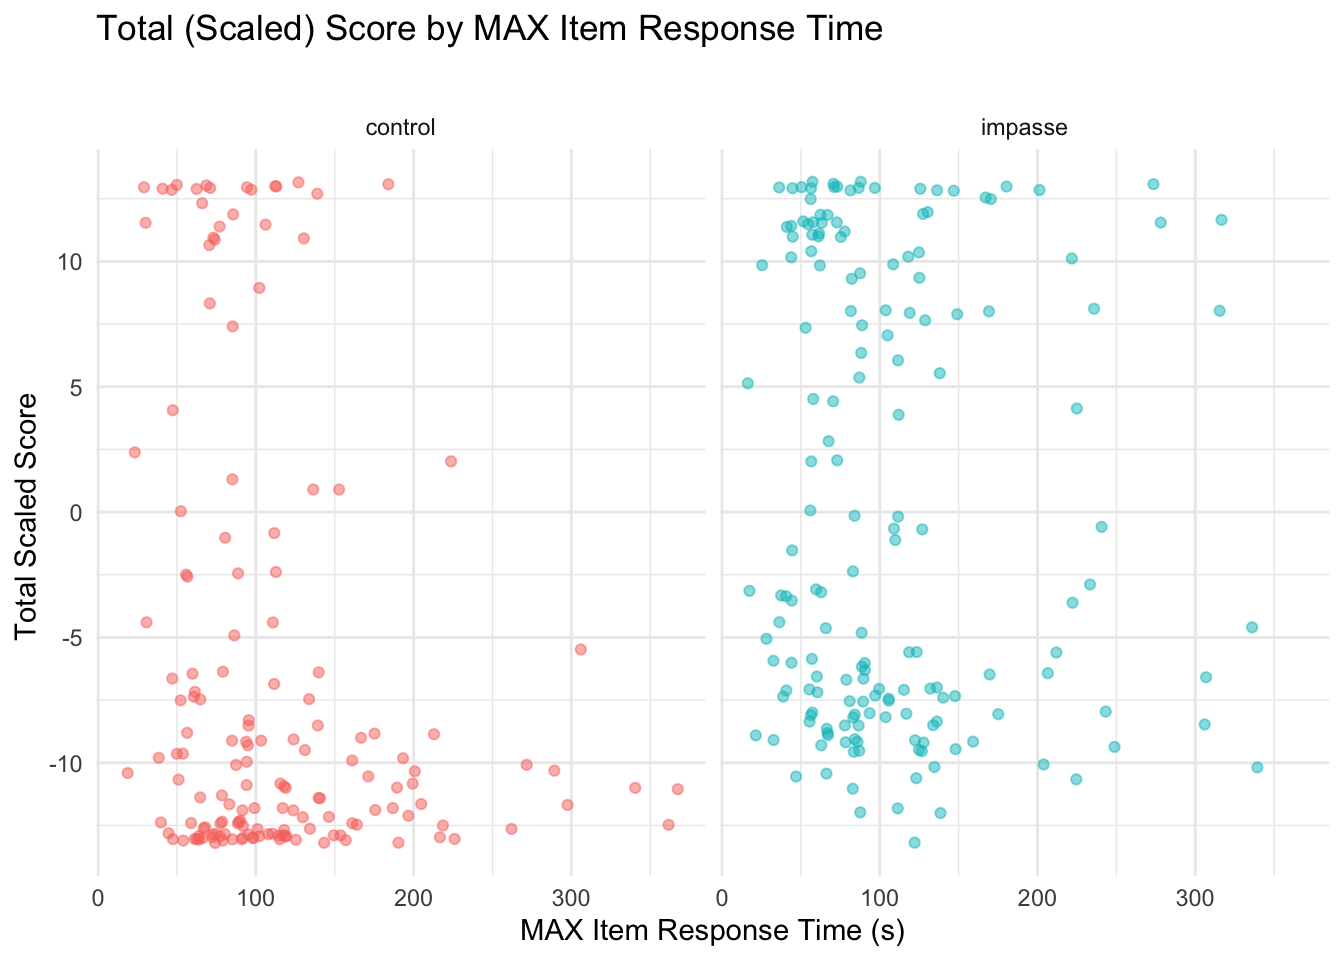 Total (Scaled) Score by MAX Item Response Time
control
impasse
Total Scaled Score
10
5
0
-5
-10
0
100
200
300
0
100
200
300
MAX Item Response Time (s)